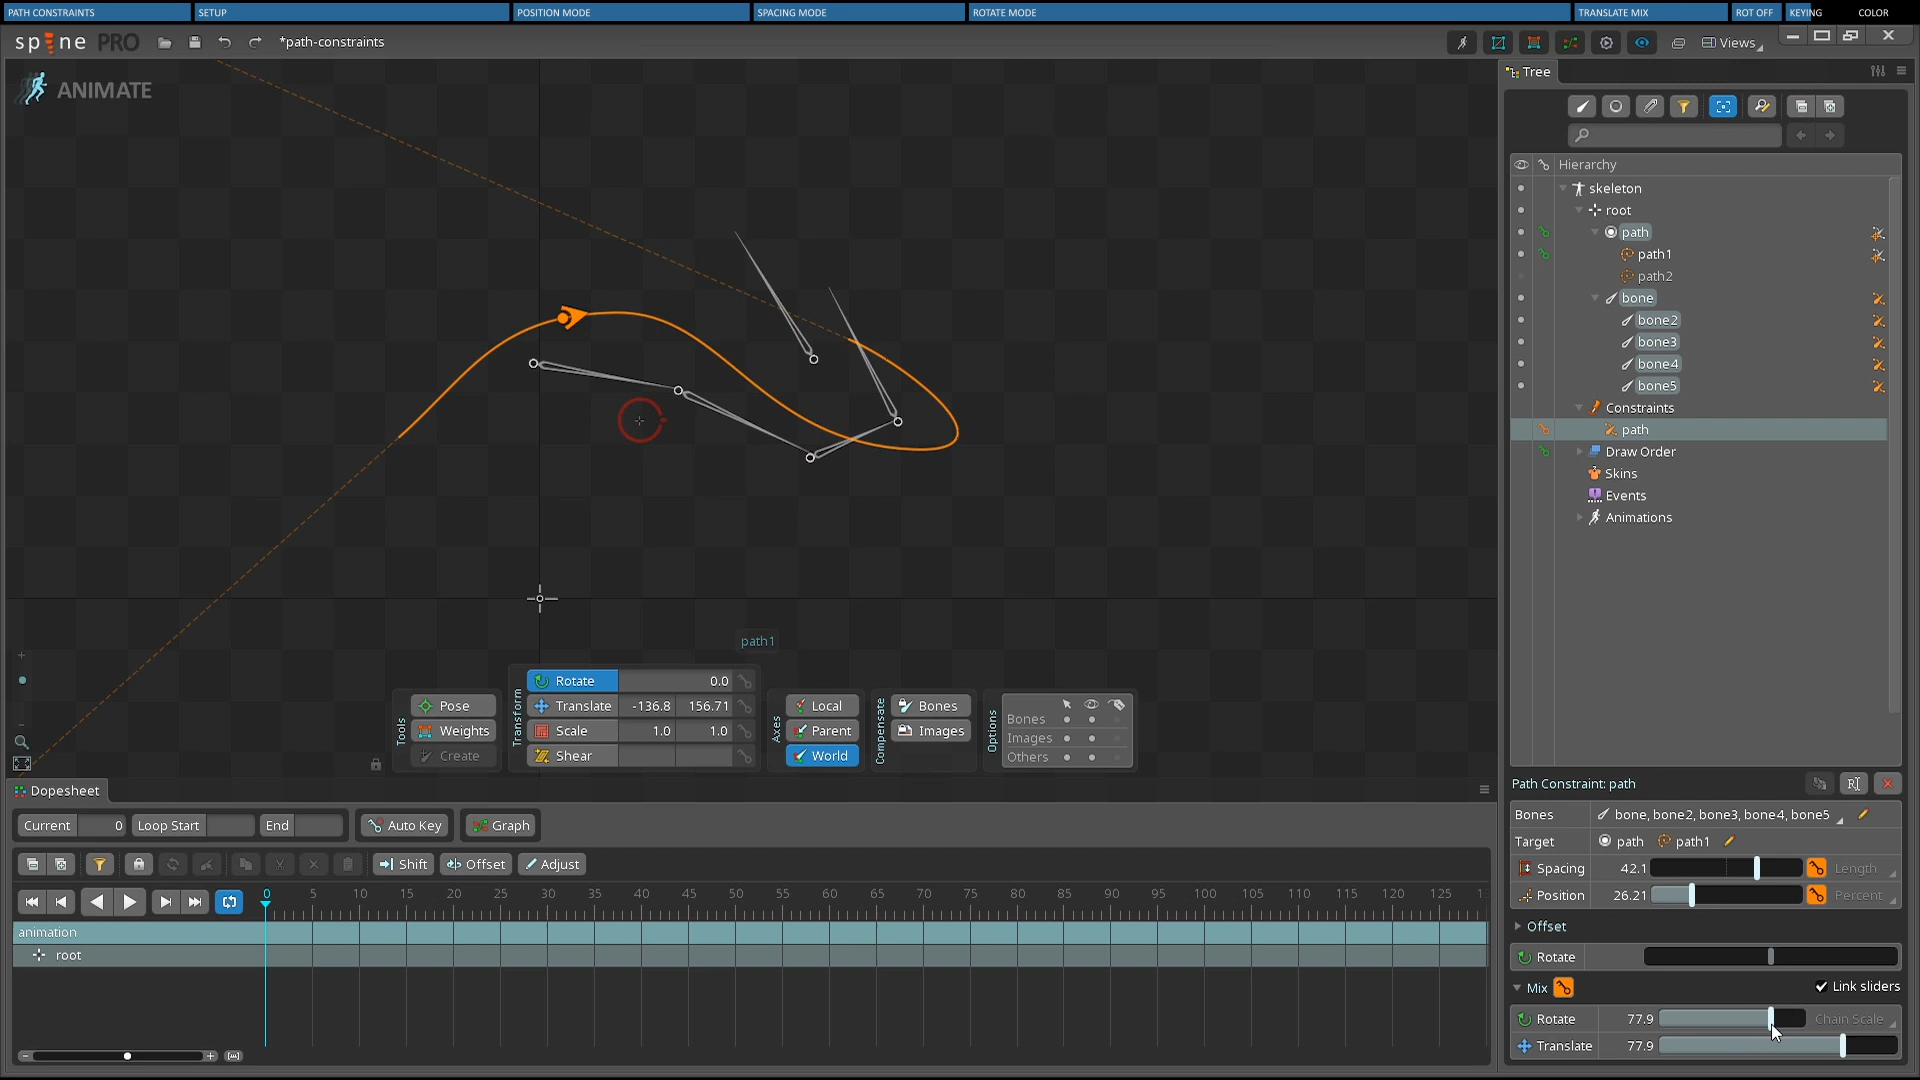 PATH CONSTRAINTS SETUP POSITION MODE SPACING MODE ROTATE MODE TRANSLATE MIX ROT OFF KEYING COLOR
spine PRO *path-constraints Views
ANIMATE
Tree
Hierarchy
skeleton
root
path
path1
path2
bone
bone2
bone3
bone4
bone5
Constraints
path
Draw Order
Skins
Events
Animations
path1
Tools
Pose
Weights
Create
Transform
Rotate 0.0
Translate -136.8 156.71
Scale 1.0 1.0
Shear
Axes
Local
Parent
World
Compensate
Bones
Images
Options
Bones
Images
Others
Dopesheet
Current 0 Loop Start End Auto Key Graph
Shift Offset Adjust
0 5 10 15 20 25 30 35 40 45 50 55 60 65 70 75 80 85 90 95 100 105 110 115 120 125
animation
root
Path Constraint: path
Bones bone, bone2, bone3, bone4, bone5
Target path path1
Spacing 42.1 Length
Position 26.21 Percent
Offset
Rotate
Mix Link sliders
Rotate 77.9 Chain Scale
Translate 77.9